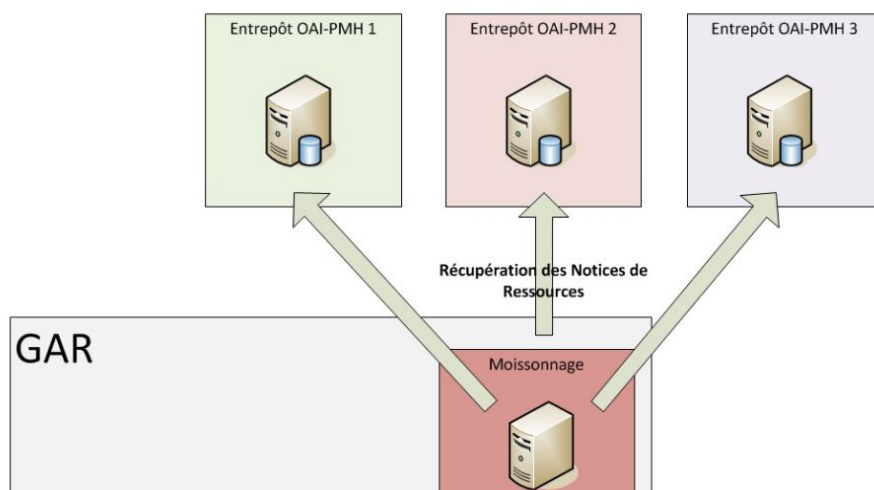 Entrepôt OAI-PMH 1
Entrepôt OAI-PMH 2
Entrepôt OAI-PMH 3
Récupération des Notices de
Ressources
GAR
Moissonnage